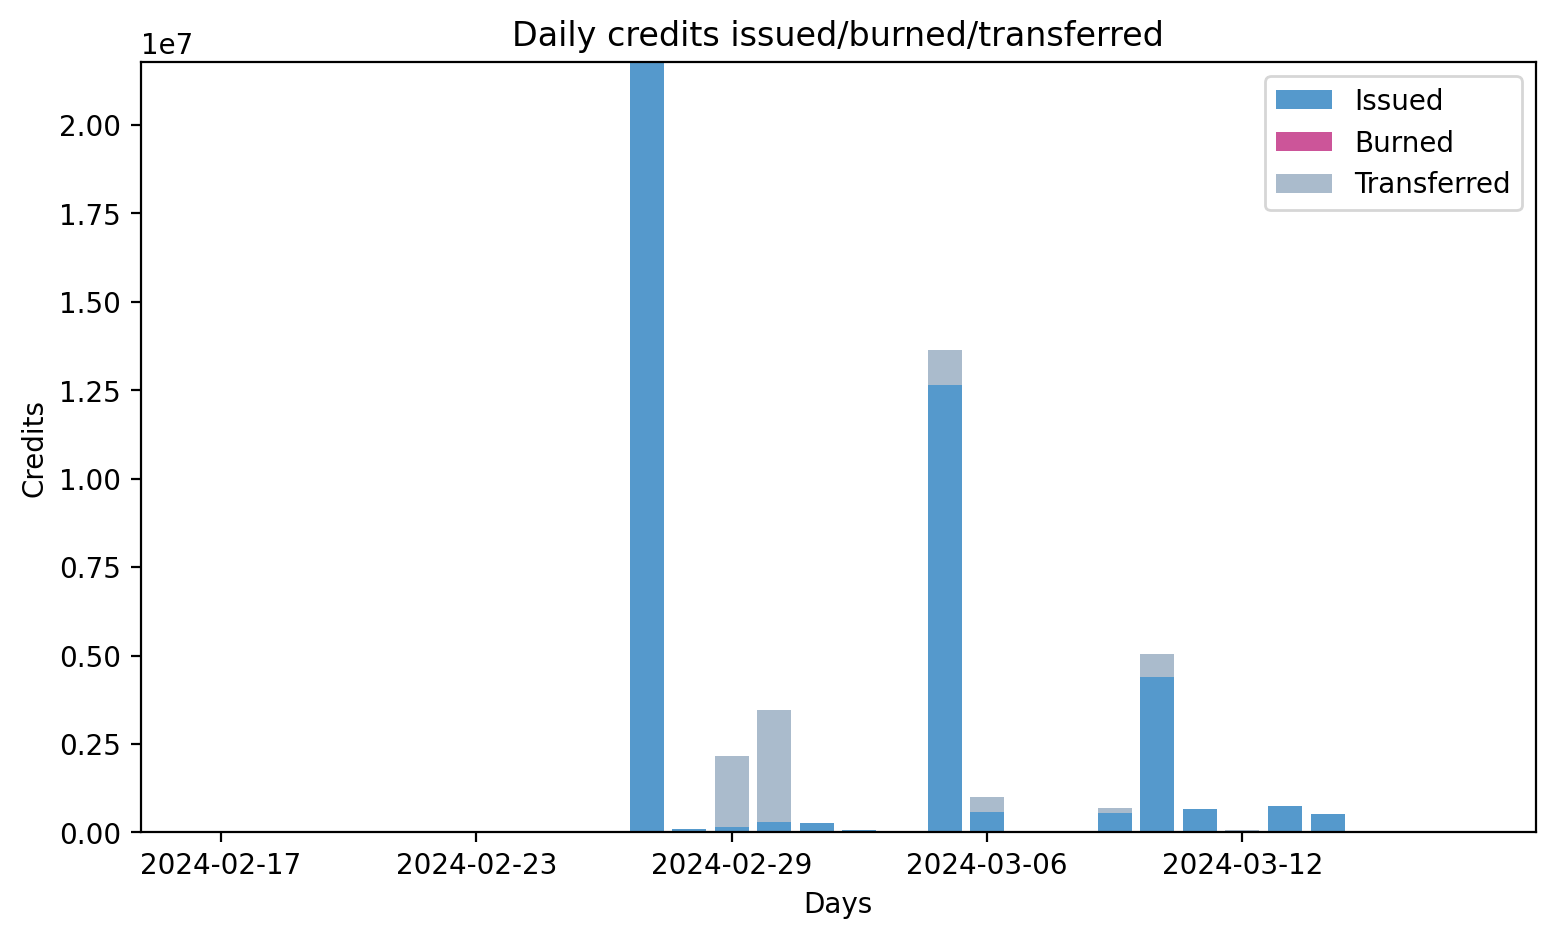 Daily credits issued/burned/transferred
1e7
2.00
1.75
1.50
1.25
1.00
0.75
0.50
0.25
0.00
Credits
Issued
Burned
Transferred
2024-02-17 2024-02-23 2024-02-29 2024-03-06 2024-03-12
Days